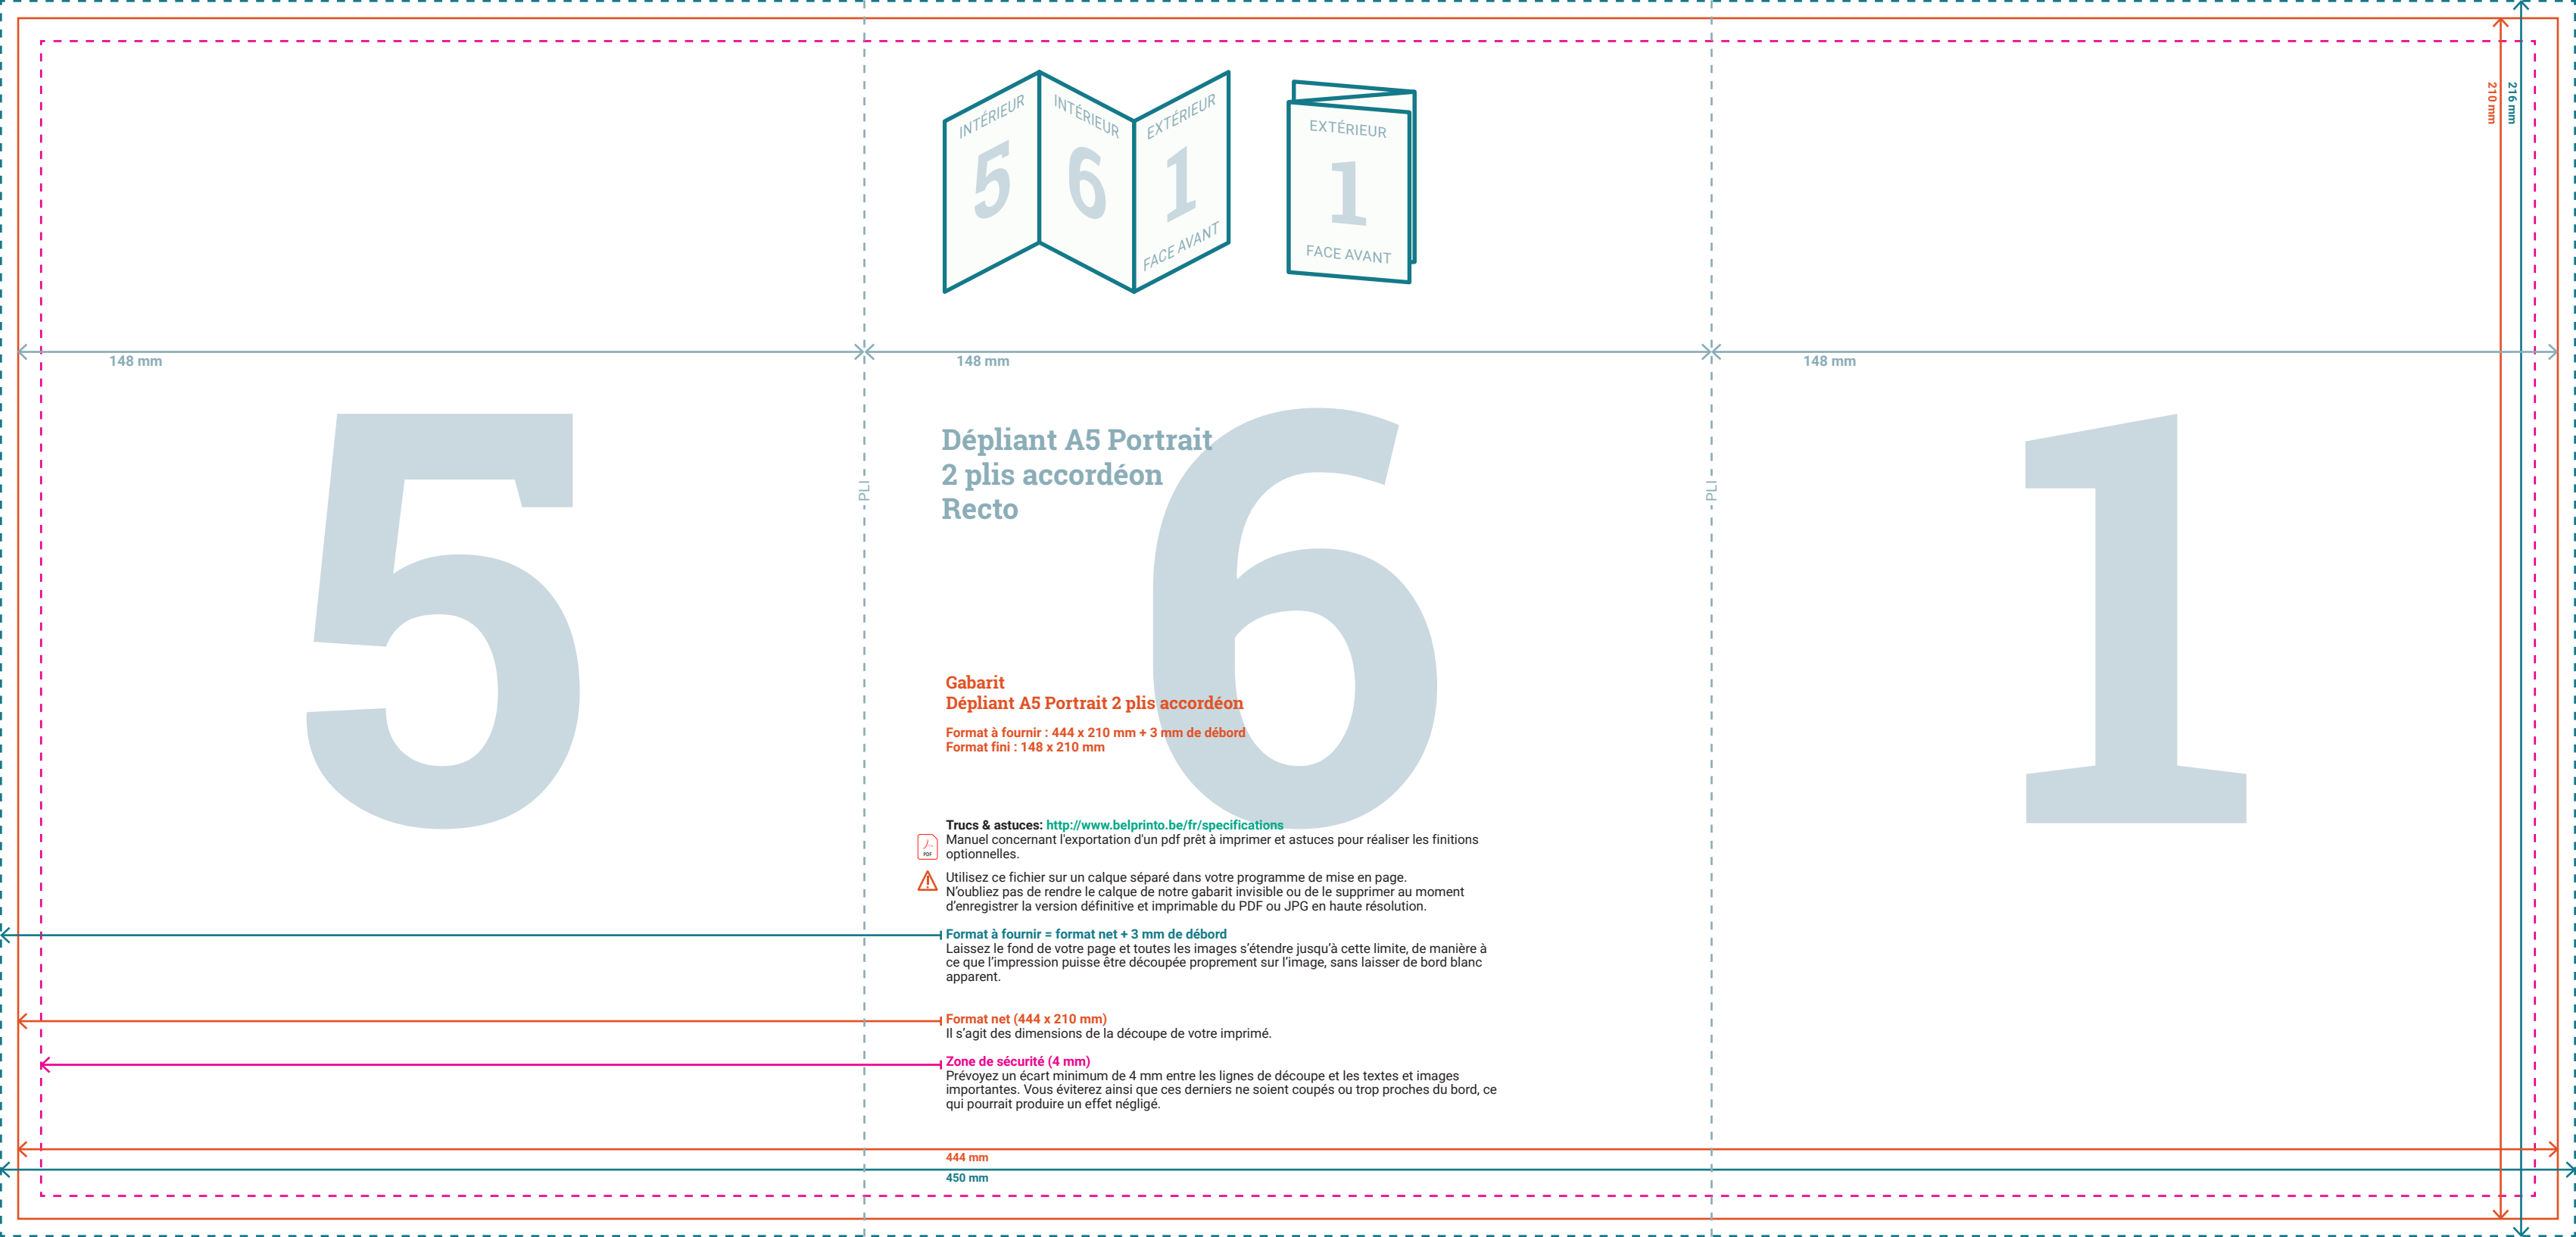 INTÉRIEUR
5
INTÉRIEUR
6
EXTÉRIEUR
1
FACE AVANT
EXTÉRIEUR
1
FACE AVANT
210 mm
216 mm
148 mm
148 mm
148 mm
5
6
1
PLI
PLI
Dépliant A5 Portrait
2 plis accordéon
Recto
Gabarit
Dépliant A5 Portrait 2 plis accordéon
Format à fournir : 444 x 210 mm + 3 mm de débord
Format fini : 148 x 210 mm
Trucs & astuces: http://www.belprinto.be/fr/specifications
PDF
Manuel concernant l'exportation d'un pdf prêt à imprimer et astuces pour réaliser les finitions
optionnelles.
Utilisez ce fichier sur un calque séparé dans votre programme de mise en page.
N'oubliez pas de rendre le calque de notre gabarit invisible ou de le supprimer au moment
d'enregistrer la version définitive et imprimable du PDF ou JPG en haute résolution.
Format à fournir = format net + 3 mm de débord
Laissez le fond de votre page et toutes les images s'étendre jusqu'à cette limite, de manière à
ce que l'impression puisse être découpée proprement sur l'image, sans laisser de bord blanc
apparent.
Format net (444 x 210 mm)
Il s'agit des dimensions de la découpe de votre imprimé.
Zone de sécurité (4 mm)
Prévoyez un écart minimum de 4 mm entre les lignes de découpe et les textes et images
importantes. Vous éviterez ainsi que ces derniers ne soient coupés ou trop proches du bord, ce
qui pourrait produire un effet négligé.
444 mm
450 mm